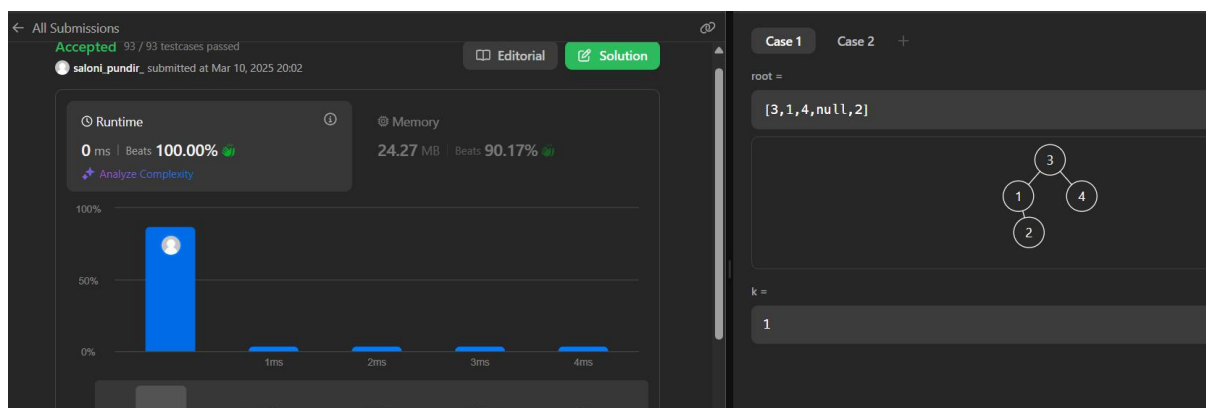 ← All Submissions
Accepted 93 / 93 testcases passed
Editorial
Solution
saloni_pundir_ submitted at Mar 10, 2025 20:02
Runtime
0 ms | Beats 100.00%
Analyze Complexity
Memory
24.27 MB | Beats 90.17%
100%
50%
0%
1ms 2ms 3ms 4ms
Case 1 Case 2 +
root =
[3,1,4,null,2]
3
1 4
2
k =
1